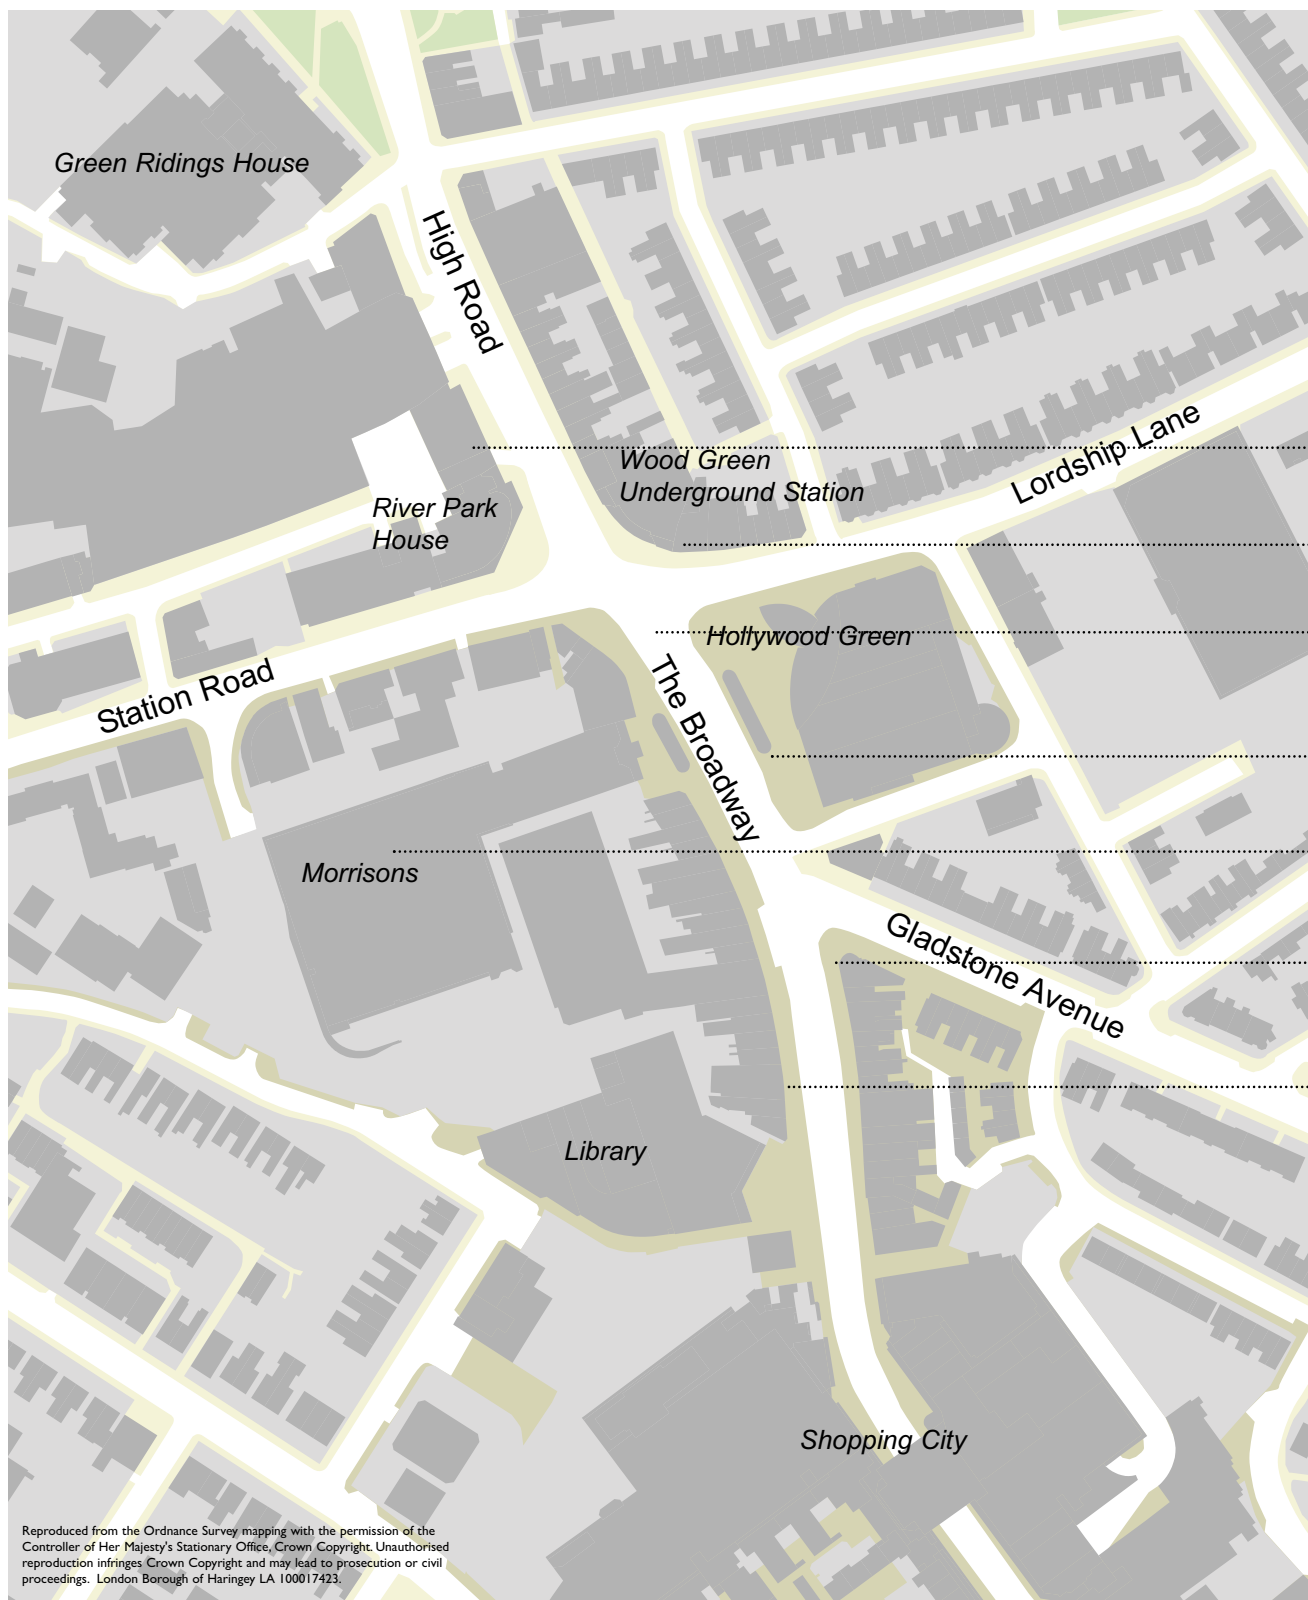 Green Ridings House
High Road
Lordship Lane
Wood Green
Underground Station
River Park
House
Hollywood Green
Station Road
The Broadway
Morrisons
Gladstone Avenue
Library
Shopping City
Reproduced from the Ordnance Survey mapping with the permission of the
Controller of Her Majesty's Stationary Office, Crown Copyright. Unauthorised
reproduction infringes Crown Copyright and may lead to prosecution or civil
proceedings. London Borough of Haringey LA 100017423.